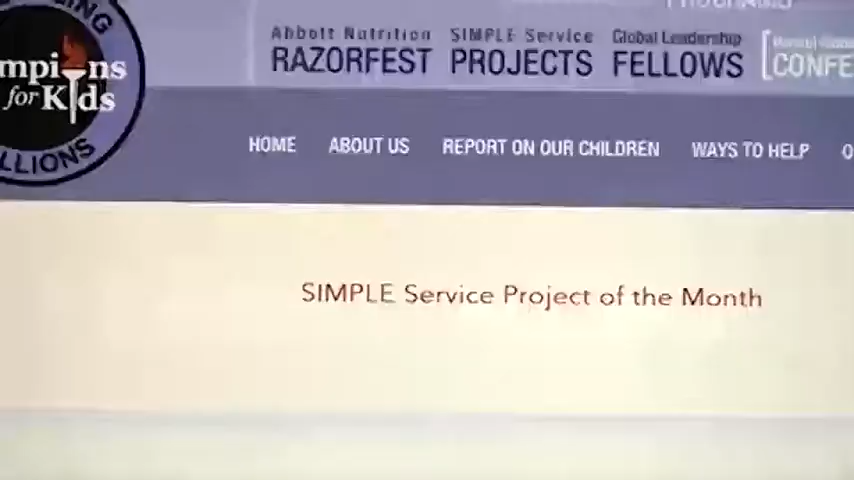 Abbott Nutrition
RAZORFEST
SIMPLE Service
PROJECTS
Global Leadership
FELLOWS
HOME
ABOUT US
REPORT ON OUR CHILDREN
WAYS TO HELP
for Kids
SIMPLE Service Project of the Month